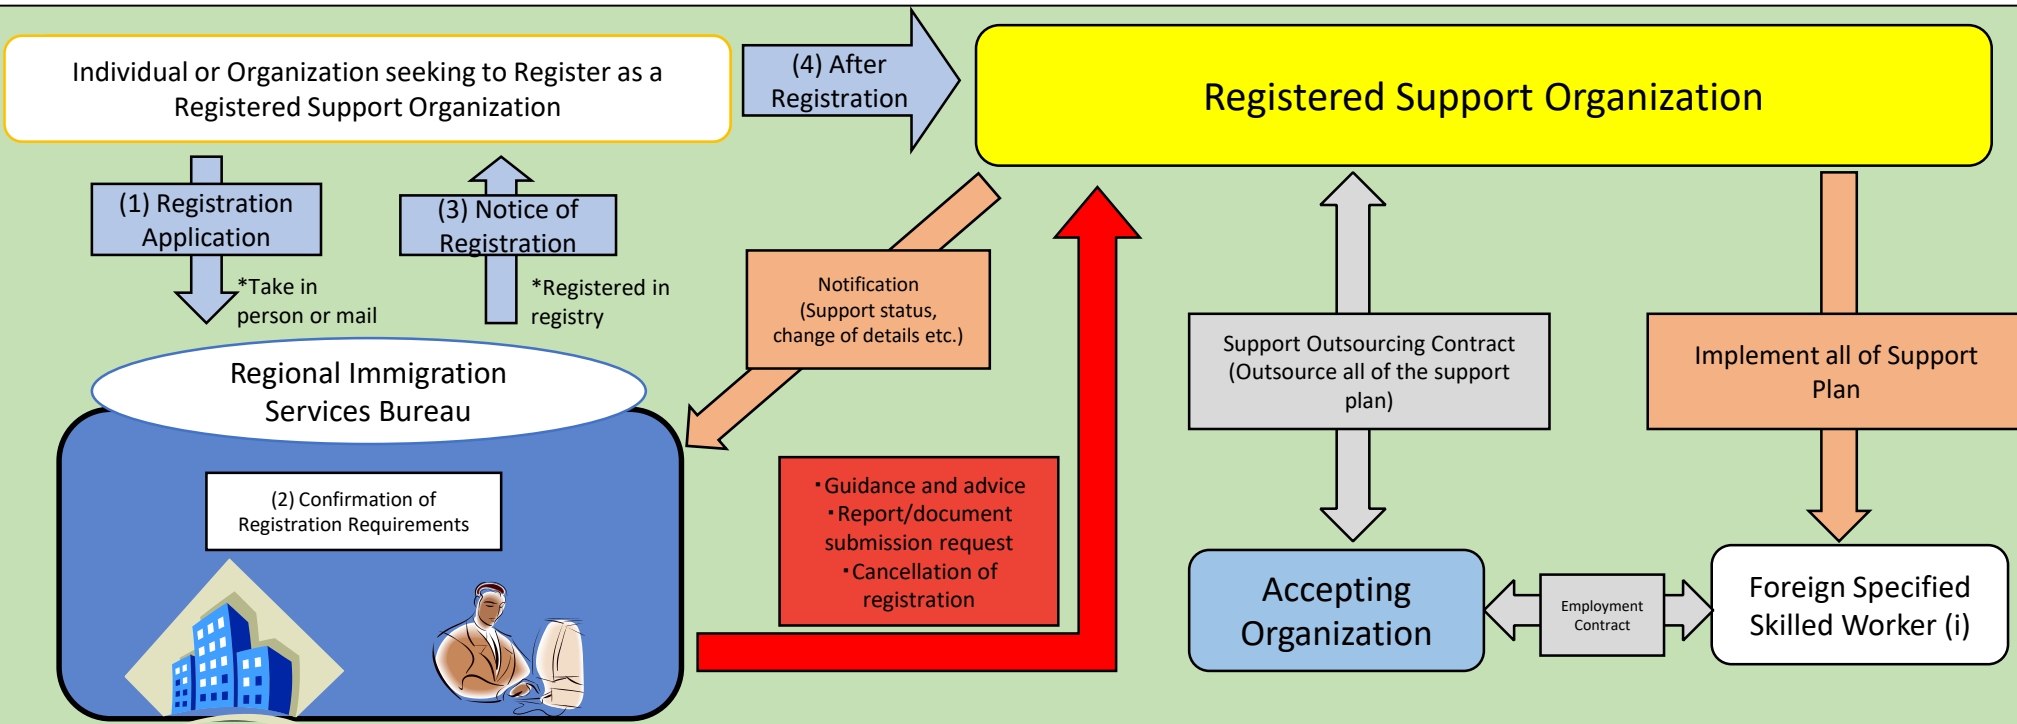 Individual or Organization seeking to Register as a
Registered Support Organization
(4) After
Registration
Registered Support Organization
(1) Registration
Application
*Take in
person or mail
(3) Notice of
Registration
*Registered in
registry
Notification
(Support status,
change of details etc.)
Support Outsourcing Contract
(Outsource all of the support
plan)
Implement all of Support
Plan
Regional Immigration
Services Bureau
(2) Confirmation of
Registration Requirements
・Guidance and advice
・Report/document
submission request
・Cancellation of
registration
Accepting
Organization
Employment
Contract
Foreign Specified
Skilled Worker (i)